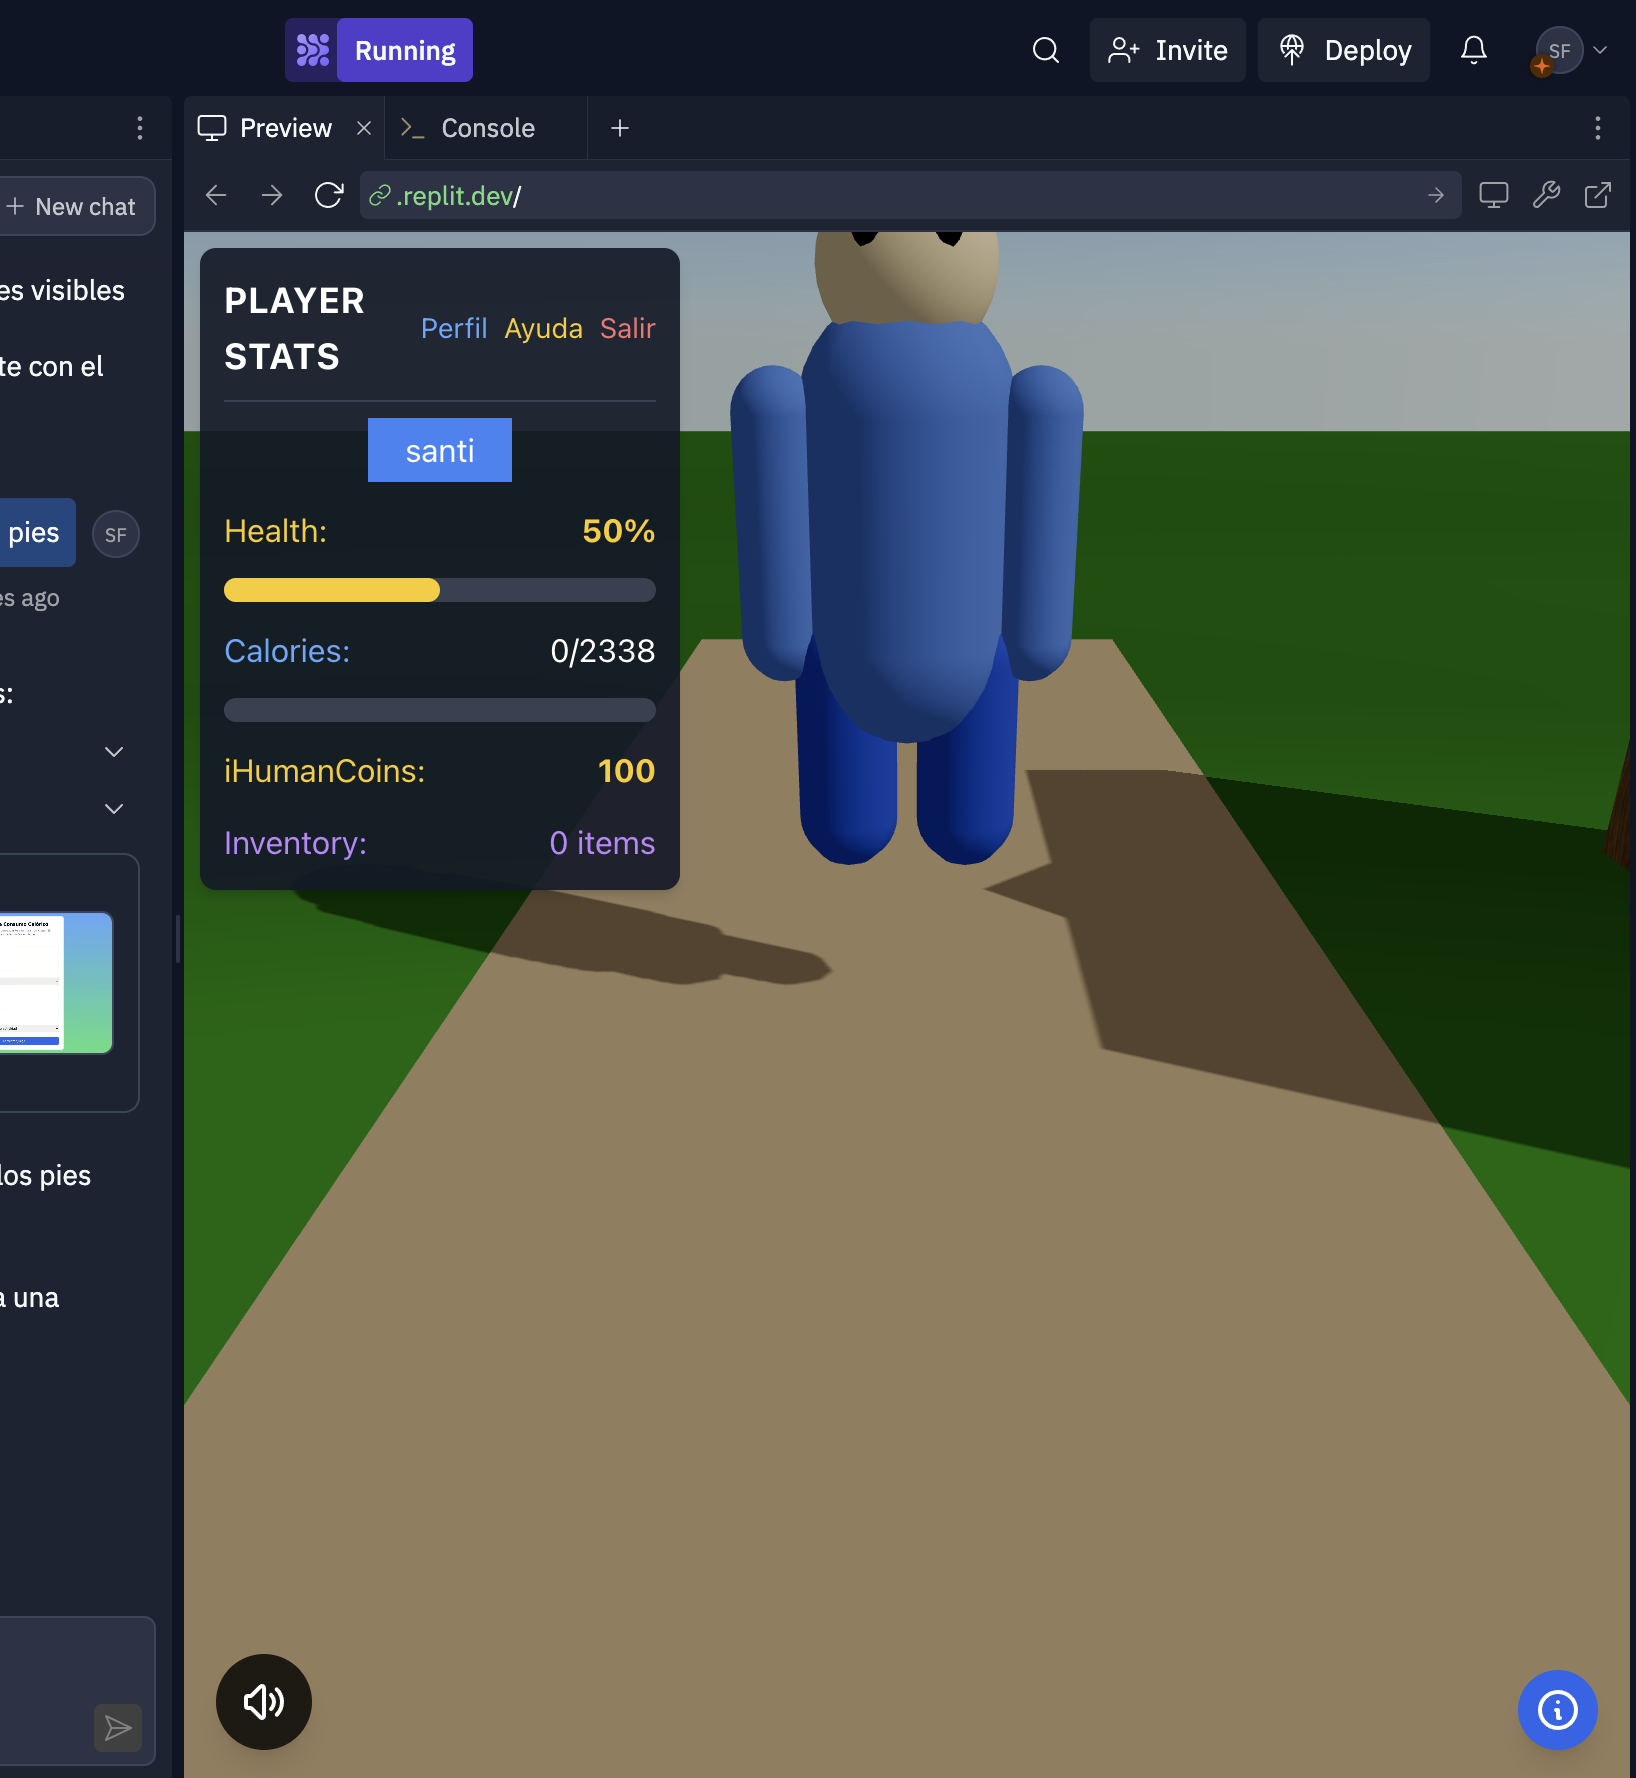 Running
Invite
Deploy
SF
Preview
Console
New chat
.replit.dev/
es visibles
te con el
pies
SF
es ago
s:
los pies
a una
PLAYER STATS
Perfil Ayuda Salir
santi
Health: 50%
Calories: 0/2338
iHumanCoins: 100
Inventory: 0 items